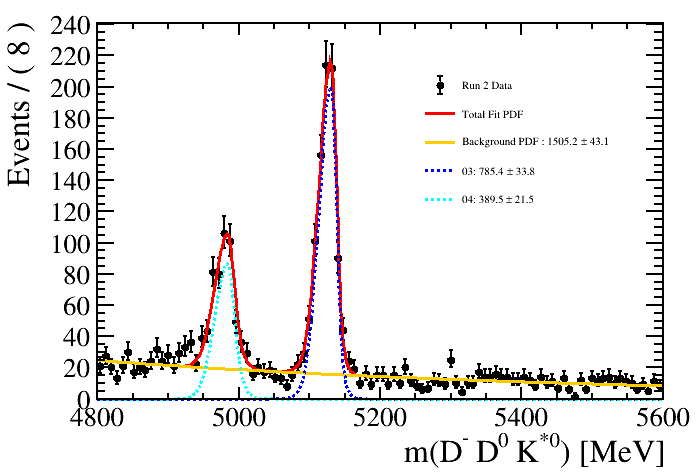 Events / ( 8 )
240
220
200
180
160
140
120
100
80
60
40
20
0
Run 2 Data
Total Fit PDF
Background PDF : 1505.2 ± 43.1
03: 785.4 ± 33.8
04: 389.5 ± 21.5
4800 5000 5200 5400 5600
m(D⁻ D⁰ K*⁰) [MeV]